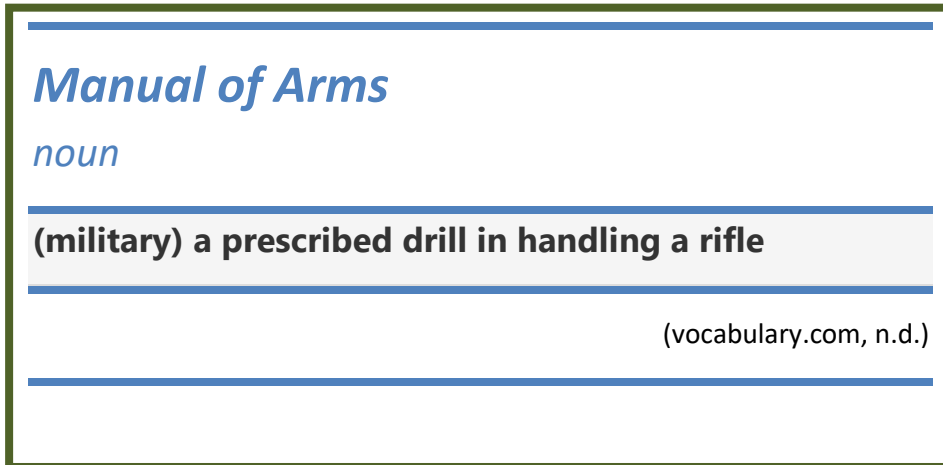 Manual of Arms
noun
(military) a prescribed drill in handling a rifle
(vocabulary.com, n.d.)